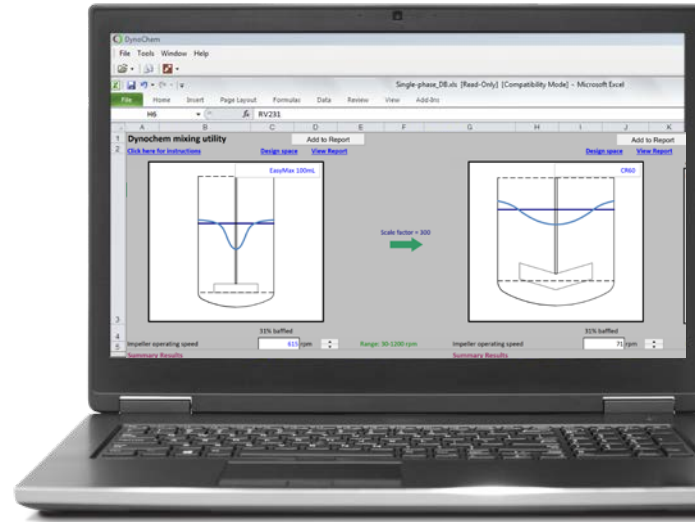 DynoChem
File Tools Window Help
Single-phase_DB.xls [Read-Only] [Compatibility Mode] - Microsoft Excel
File Home Insert Page Layout Formulas Data Review View Add-Ins
H6 fx RV231
A B C D E F G H I J K
1 Dynochem mixing utility Add to Report Add to Report
2 Click here for instructions Design space View Report Design space View Report
EasyMax 100mL CR60
Scale factor = 300
3
4 31% baffled 31% baffled
5 Impeller operating speed 615 rpm Range: 30-1200 rpm Impeller operating speed 71 rpm
Summary Results Summary Results